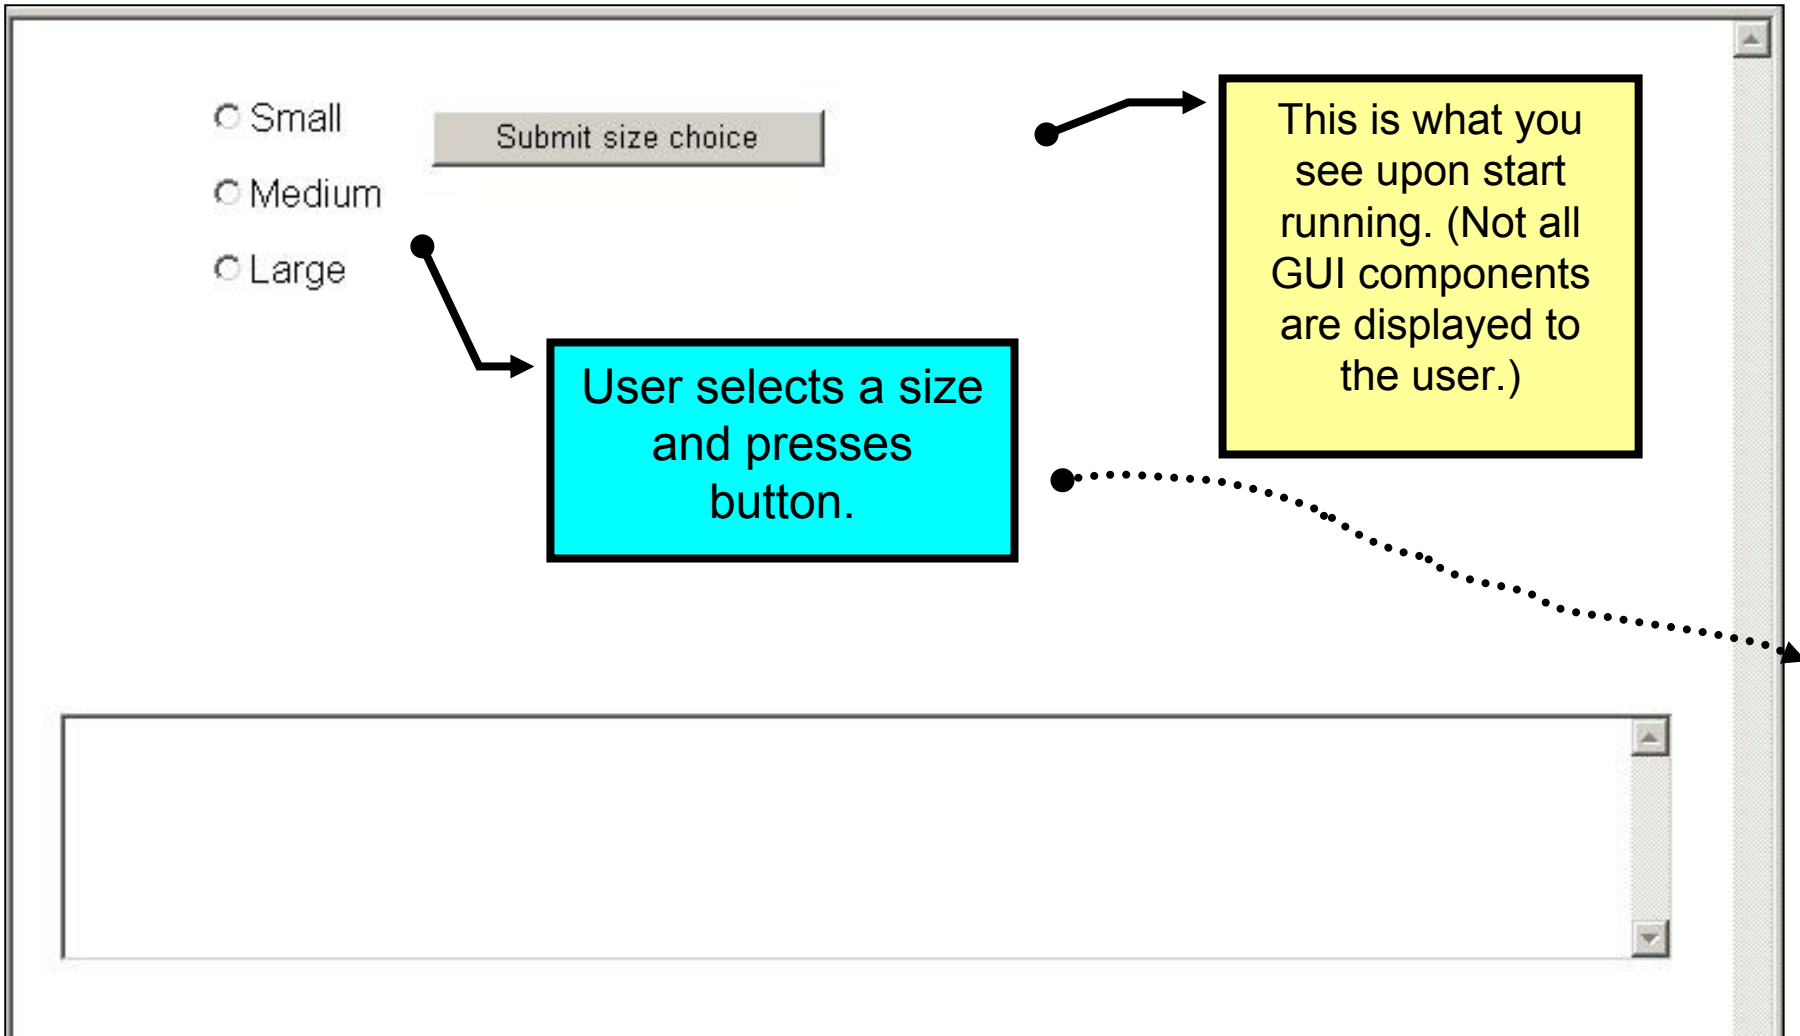 Small
Submit size choice
Medium
Large
This is what you
see upon start
running. (Not all
GUI components
are displayed to
the user.)
User selects a size
and presses
button.